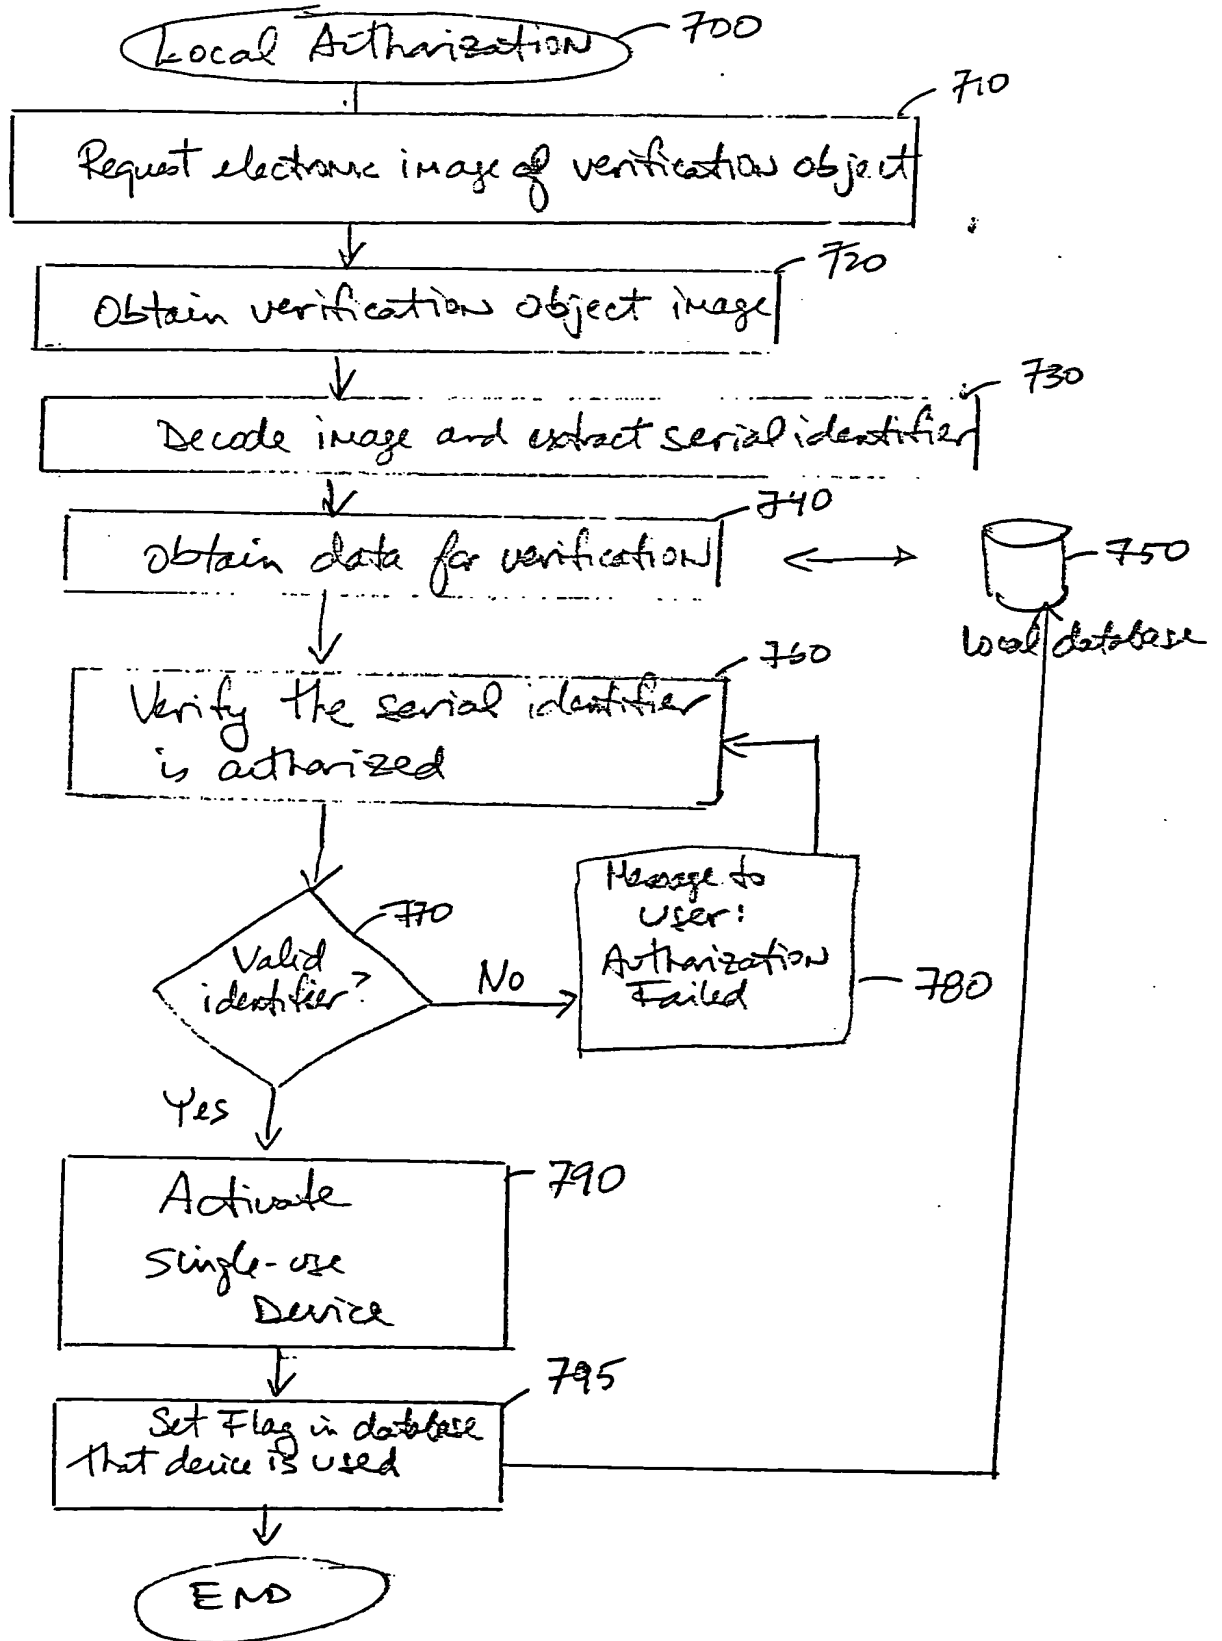 Local Authorization
700
710
Request electronic image of verification object
720
Obtain verification object image
730
Decode image and extract serial identifier
740
Obtain data for verification
750
local database
760
Verify the serial identifier
is authorized
770
Valid
identifier?
No
Message to
user:
Authorization
Failed
780
Yes
790
Activate
single-use
Device
795
Set Flag in database
that device is used
END